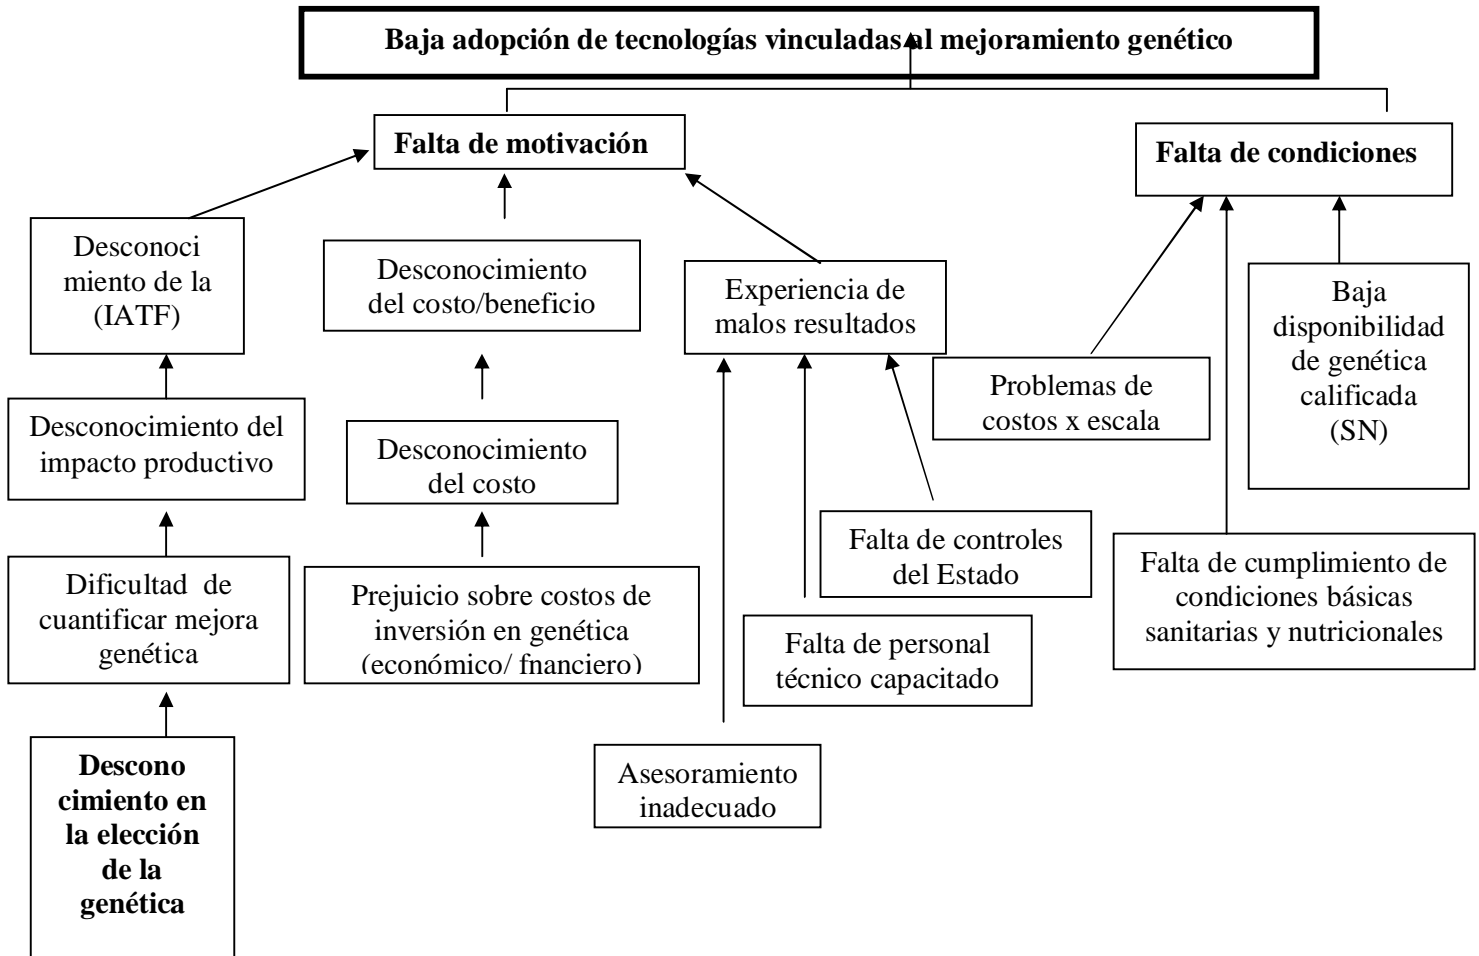 Baja adopción de tecnologías vinculadas al mejoramiento genético
Falta de motivación
Falta de condiciones
Desconoci
miento de la
(IATF)
Desconocimiento
del costo/beneficio
Experiencia de
malos resultados
Baja
disponibilidad
de genética
calificada
(SN)
Problemas de
costos x escala
Desconocimiento del
impacto productivo
Desconocimiento
del costo
Falta de controles
del Estado
Falta de cumplimiento de
condiciones básicas
sanitarias y nutricionales
Dificultad de
cuantificar mejora
genética
Prejuicio sobre costos de
inversión en genética
(económico/ fnanciero)
Falta de personal
técnico capacitado
Descono
cimiento en
la elección
de la
genética
Asesoramiento
inadecuado